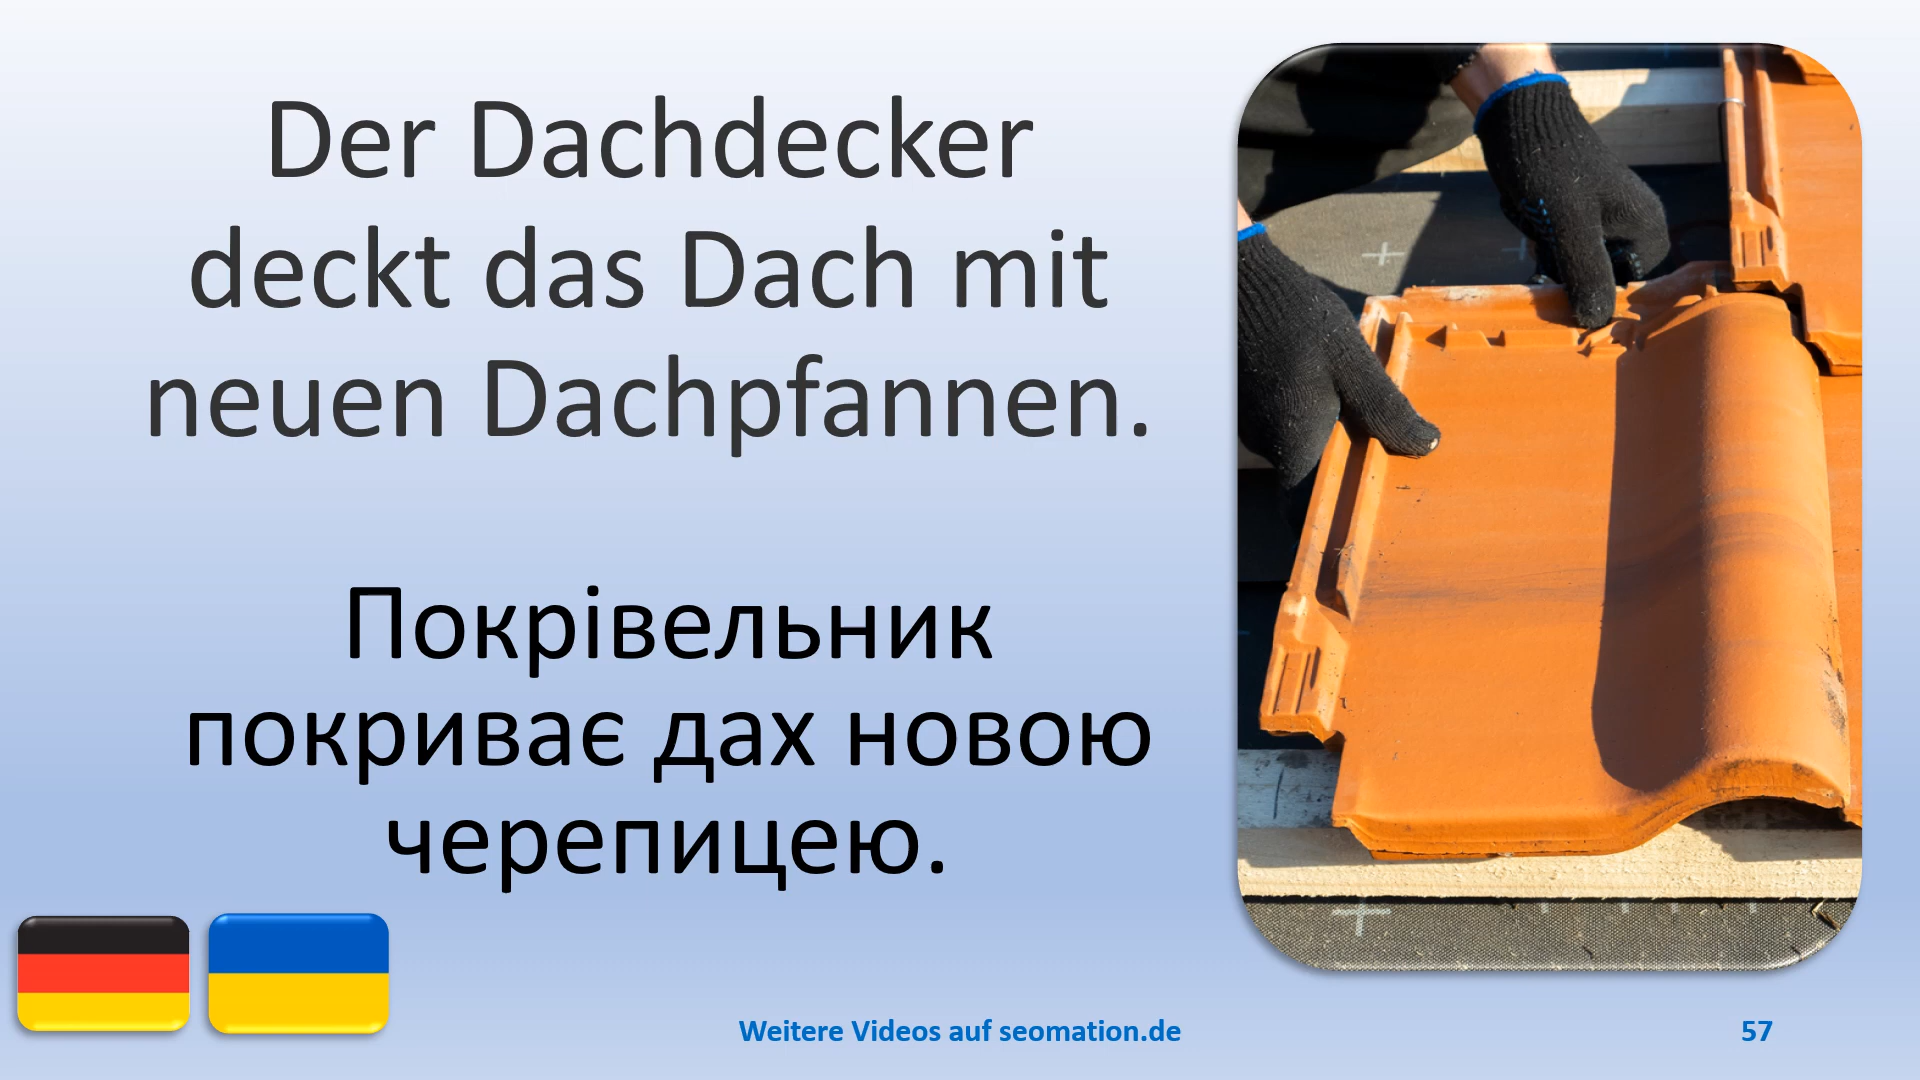 Der Dachdecker
deckt das Dach mit
neuen Dachpfannen.
Покрівельник
покриває дах новою
черепицею.
Weitere Videos auf seomation.de
57